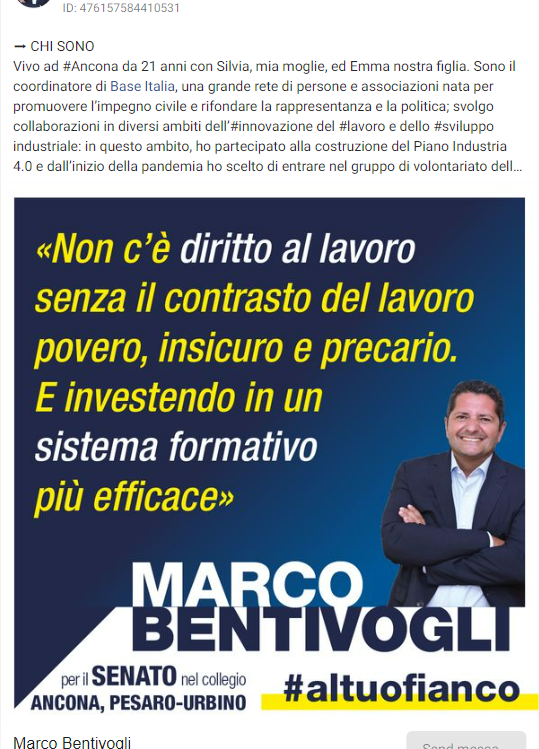 ID: 476157584410531
→ CHI SONO
Vivo ad #Ancona da 21 anni con Silvia, mia moglie, ed Emma nostra figlia. Sono il
coordinatore di Base Italia, una grande rete di persone e associazioni nata per
promuovere l'impegno civile e rifondare la rappresentanza e la politica; svolgo
collaborazioni in diversi ambiti dell'#innovazione del #lavoro e dello #sviluppo
industriale: in questo ambito, ho partecipato alla costruzione del Piano Industria
4.0 e dall'inizio della pandemia ho scelto di entrare nel gruppo di volontariato dell...
«Non c'è diritto al lavoro
senza il contrasto del lavoro
povero, insicuro e precario.
E investendo in un
sistema formativo
più efficace»
MARCO
BENTIVOGLI
per il SENATO nel collegio
ANCONA, PESARO-URBINO
#altuofianco
Marco Bentivogli
Send messa...